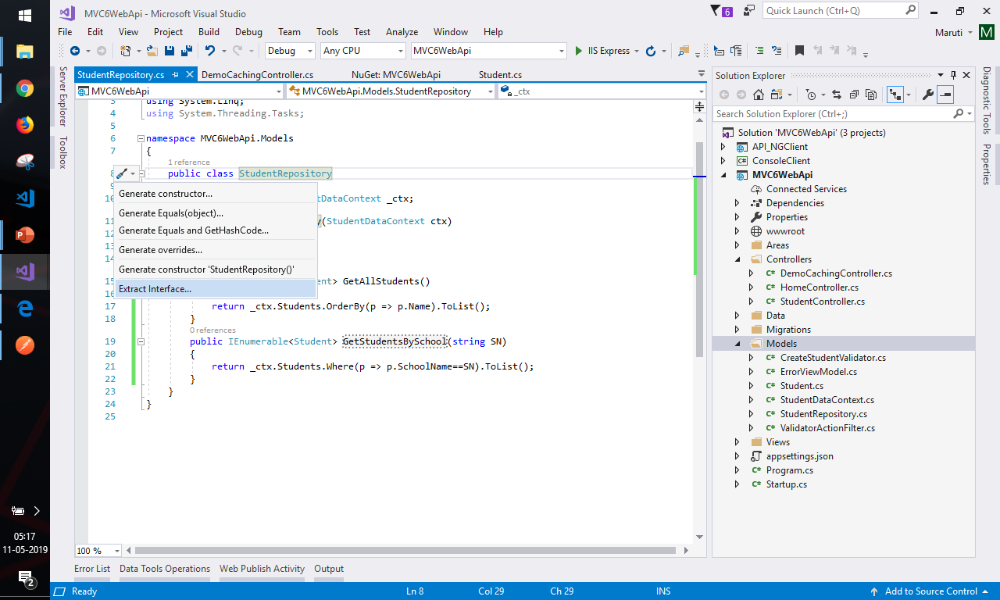 MVC6WebApi - Microsoft Visual Studio
6
Quick Launch (Ctrl+Q)
File Edit View Project Build Debug Team Tools Test Analyze Window Help
Maruti M
Debug Any CPU MVC6WebApi IIS Express
Server Explorer
Toolbox
StudentRepository.cs DemoCachingController.cs NuGet: MVC6WebApi Student.cs
MVC6WebApi MVC6WebApi.Models.StudentRepository _ctx
3 using System.Linq;
4 using System.Threading.Tasks;
5
6 namespace MVC6WebApi.Models
7 {
1 reference
8 public class StudentRepository
Generate constructor...
10 tDataContext _ctx;
Generate Equals(object)...
11 y(StudentDataContext ctx)
Generate Equals and GetHashCode...
12
13
Generate overrides...
14
Generate constructor 'StudentRepository()'
15 ent> GetAllStudents()
Extract Interface...
16
17 return _ctx.Students.OrderBy(p => p.Name).ToList();
18 }
0 references
19 public IEnumerable<Student> GetStudentsBySchool(string SN)
20 {
21 return _ctx.Students.Where(p => p.SchoolName==SN).ToList();
22 }
23 }
24 }
25
100 %
Error List Data Tools Operations Web Publish Activity Output
Solution Explorer
Search Solution Explorer (Ctrl+;)
Solution 'MVC6WebApi' (3 projects)
API_NGClient
C# ConsoleClient
MVC6WebApi
Connected Services
Dependencies
Properties
wwwroot
Areas
Controllers
C# DemoCachingController.cs
C# HomeController.cs
C# StudentController.cs
Data
Migrations
Models
C# CreateStudentValidator.cs
C# ErrorViewModel.cs
C# Student.cs
C# StudentDataContext.cs
C# StudentRepository.cs
C# ValidatorActionFilter.cs
Views
appsettings.json
C# Program.cs
C# Startup.cs
Diagnostic Tools
Properties
05:17
11-05-2019
2
Ready Ln 8 Col 29 Ch 29 INS Add to Source Control